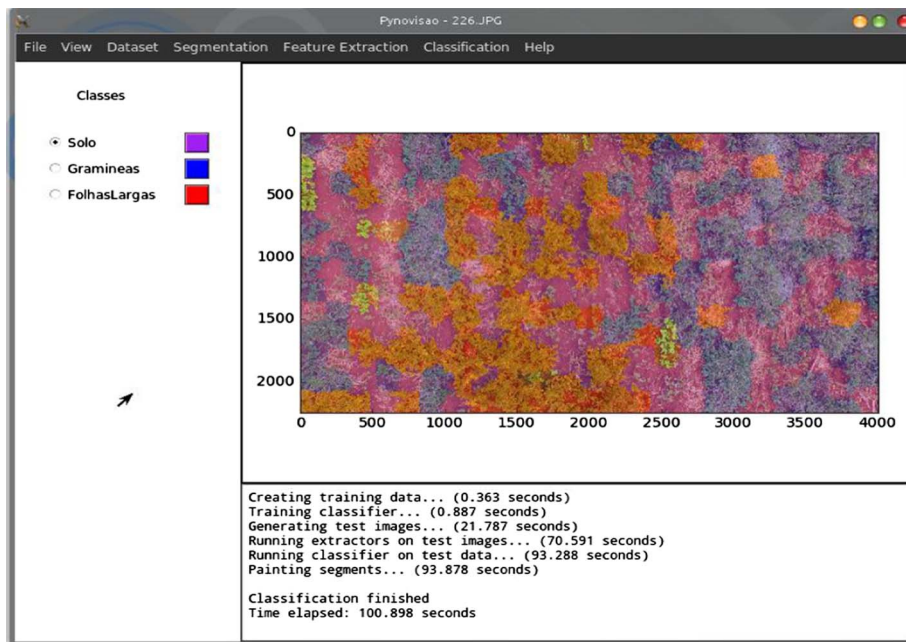 Pynovisao - 226.JPG
File View Dataset Segmentation Feature Extraction Classification Help
Classes
Solo
Gramineas
FolhasLargas
0
500
1000
1500
2000
0 500 1000 1500 2000 2500 3000 3500 4000
Creating training data... (0.363 seconds)
Training classifier... (0.887 seconds)
Generating test images... (21.787 seconds)
Running extractors on test images... (70.591 seconds)
Running classifier on test data... (93.288 seconds)
Painting segments... (93.878 seconds)
Classification finished
Time elapsed: 100.898 seconds